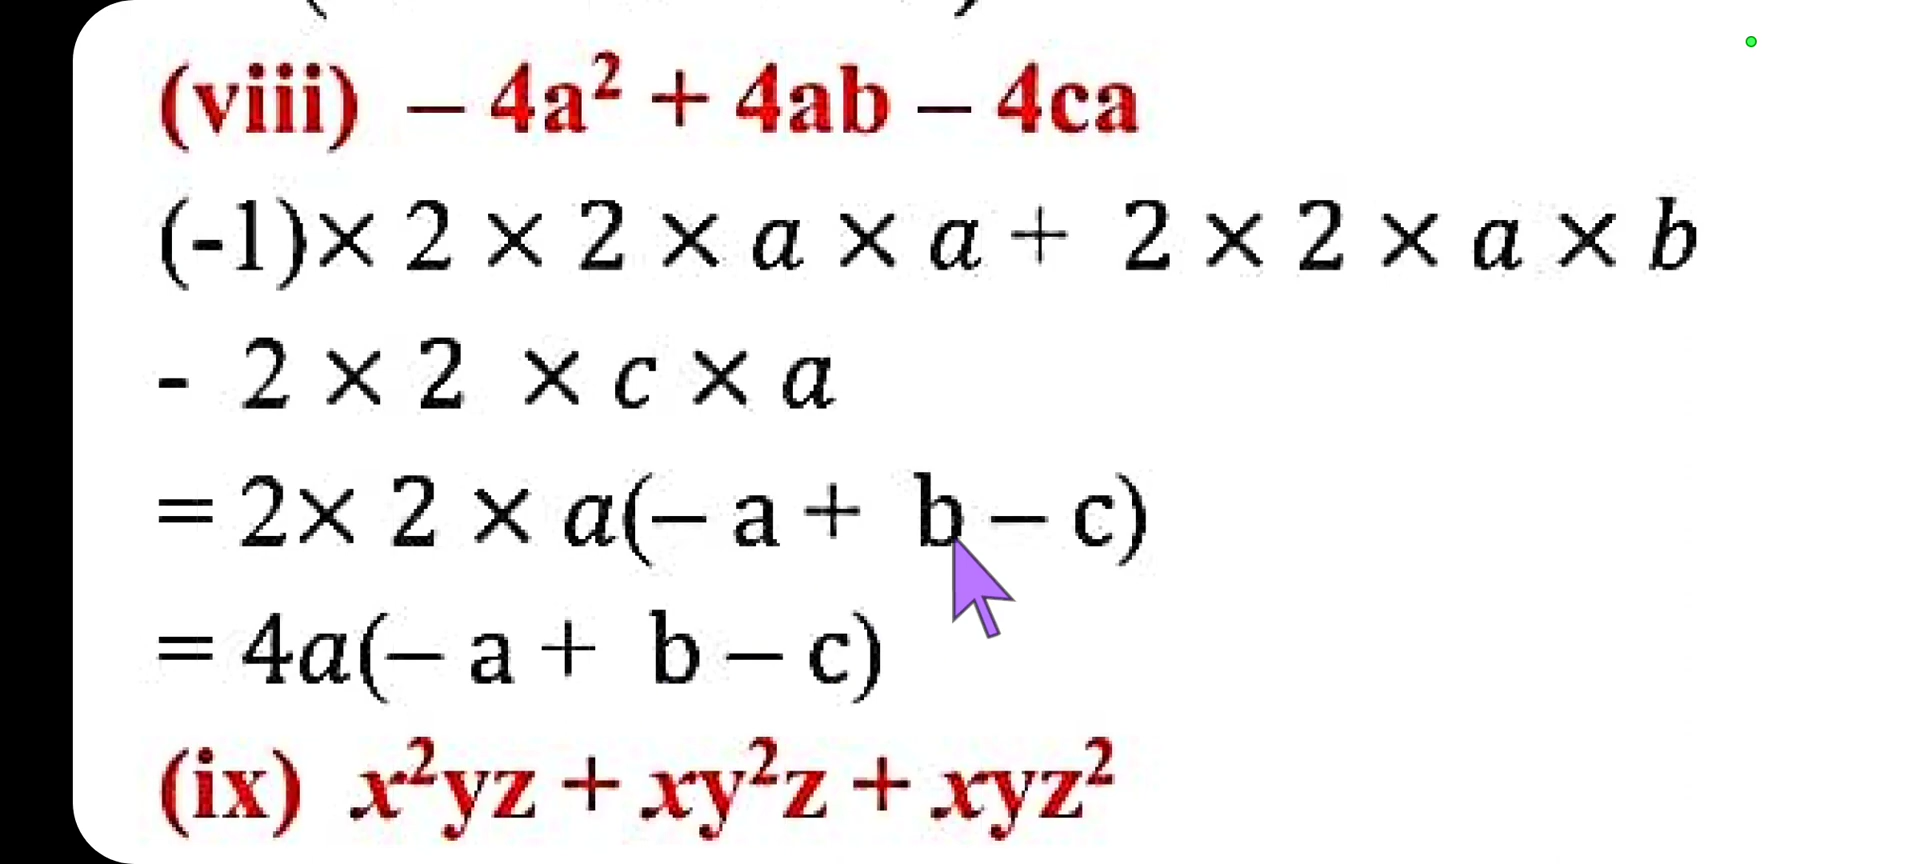 (viii) – 4a² + 4ab – 4ca
(-1)× 2 × 2 × a × a + 2 × 2 × a × b
- 2 × 2 × c × a
= 2× 2 × a(– a + b – c)
= 4a(– a + b – c)
(ix) x²yz + xy²z + xyz²